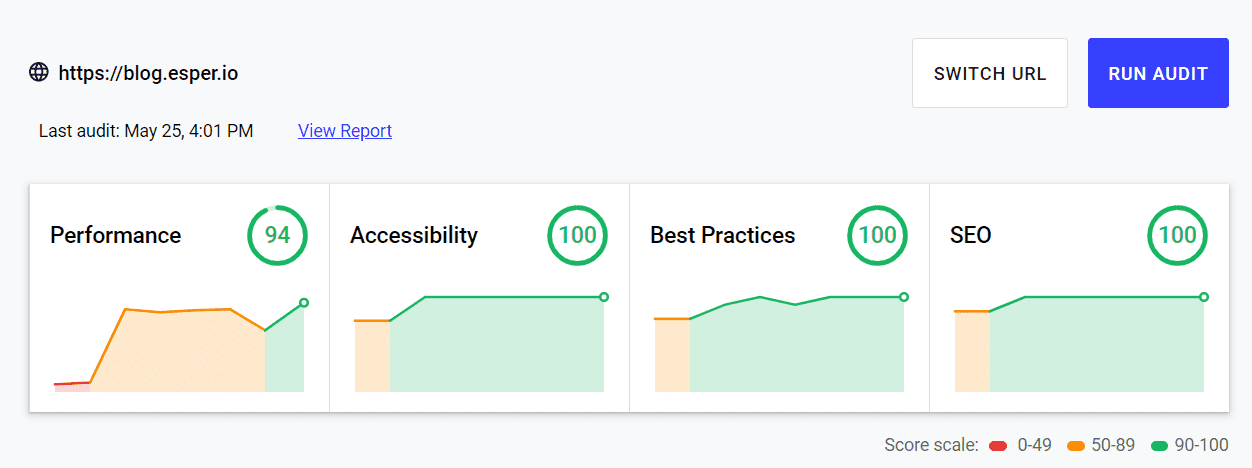 https://blog.esper.io
SWITCH URL
RUN AUDIT
Last audit: May 25, 4:01 PM View Report
Performance 94
Accessibility 100
Best Practices 100
SEO 100
Score scale: 0-49 50-89 90-100